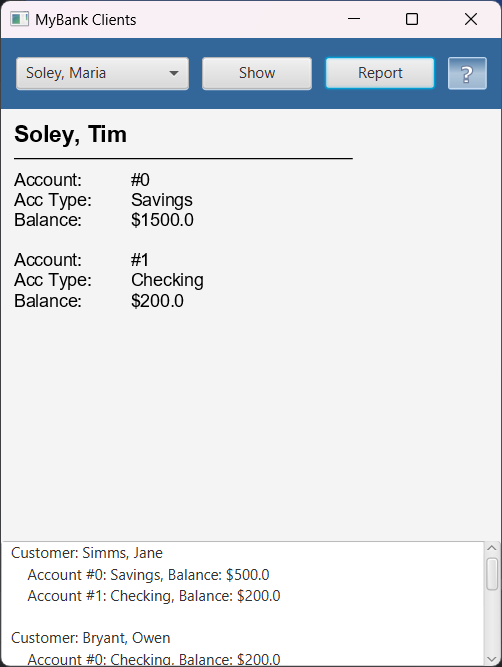 MyBank Clients
Soley, Maria Show Report ?
Soley, Tim
Account: #0
Acc Type: Savings
Balance: $1500.0
Account: #1
Acc Type: Checking
Balance: $200.0
Customer: Simms, Jane
Account #0: Savings, Balance: $500.0
Account #1: Checking, Balance: $200.0
Customer: Bryant, Owen
Account #0: Checking, Balance: $200.0